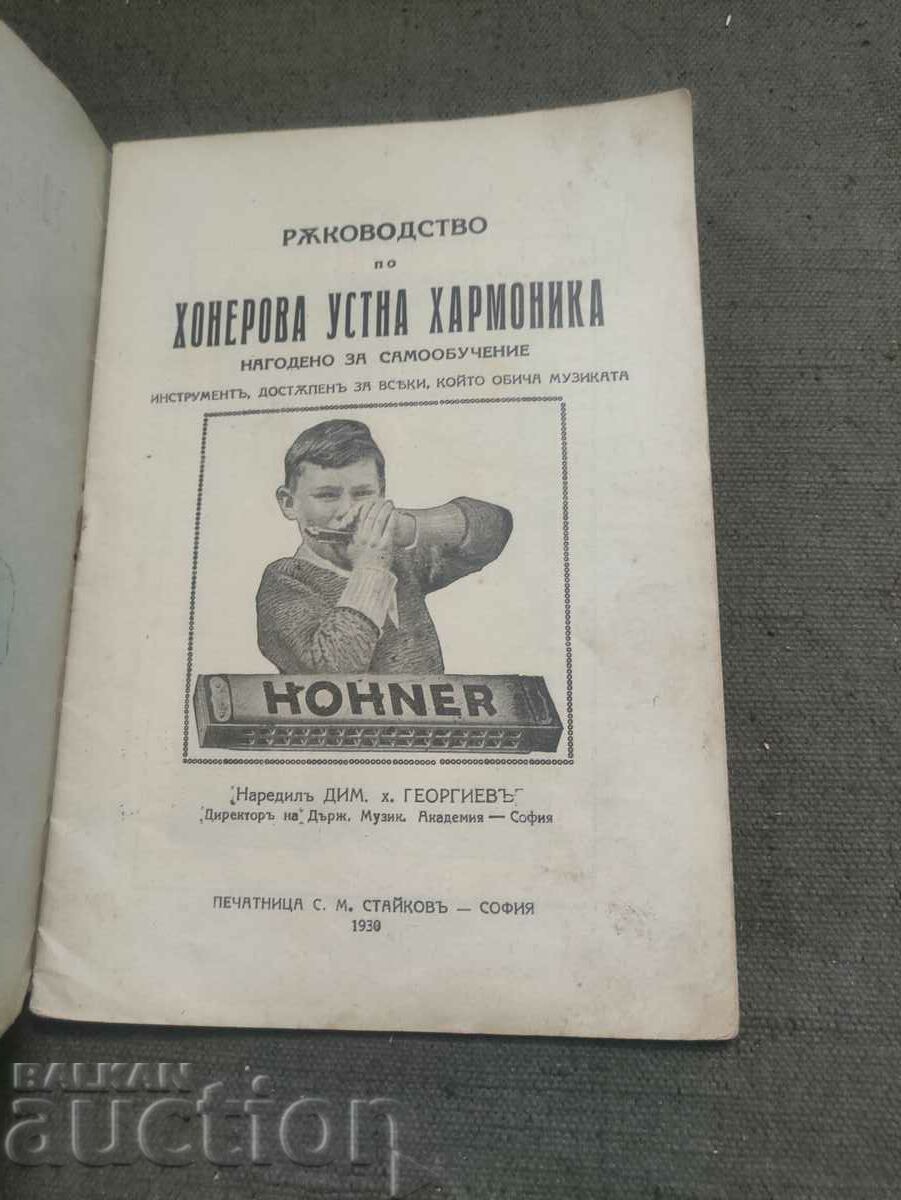 РѪКОВОДСТВО
по
ХОНЕРОВА УСТНА ХАРМОНИКА
НАГОДЕНО ЗА САМООБУЧЕНИЕ
ИНСТРУМЕНТЪ, ДОСТѪПЕНЪ ЗА ВСѢКИ, КОЙТО ОБИЧА МУЗИКАТА
HOHNER
Наредилъ ДИМ. х. ГЕОРГИЕВЪ
Директоръ на Държ. Музик. Академия — София
ПЕЧАТНИЦА С. М. СТАЙКОВЪ — СОФИЯ
1930
BALKAN
auction